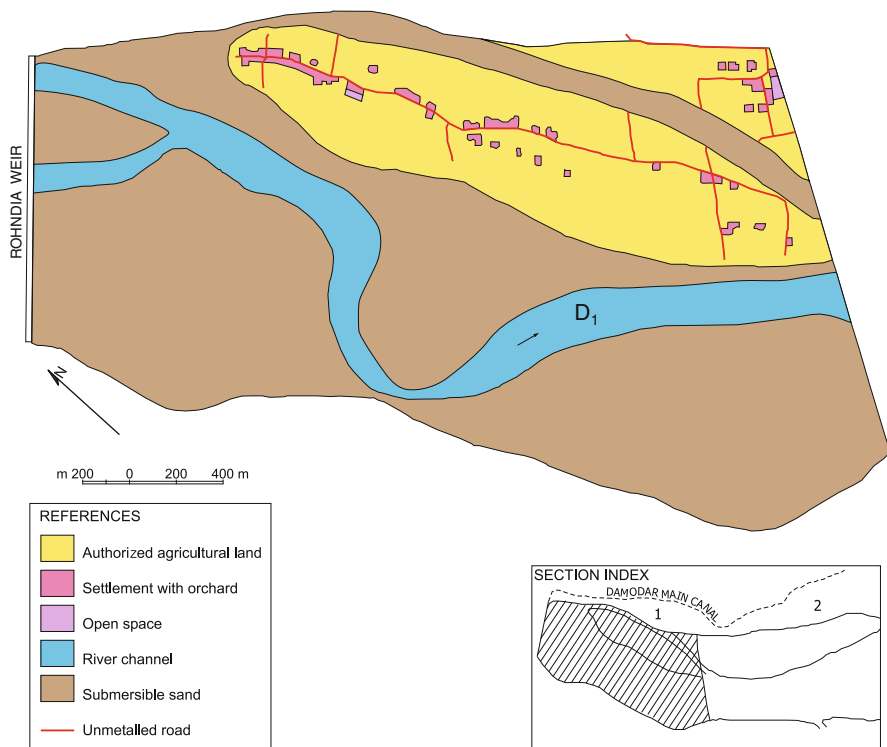 ROHNDIA WEIR
D1
N
m 200 0 200 400 m
REFERENCES
Authorized agricultural land
Settlement with orchard
Open space
River channel
Submersible sand
Unmetalled road
SECTION INDEX
DAMODAR MAIN CANAL
1
2